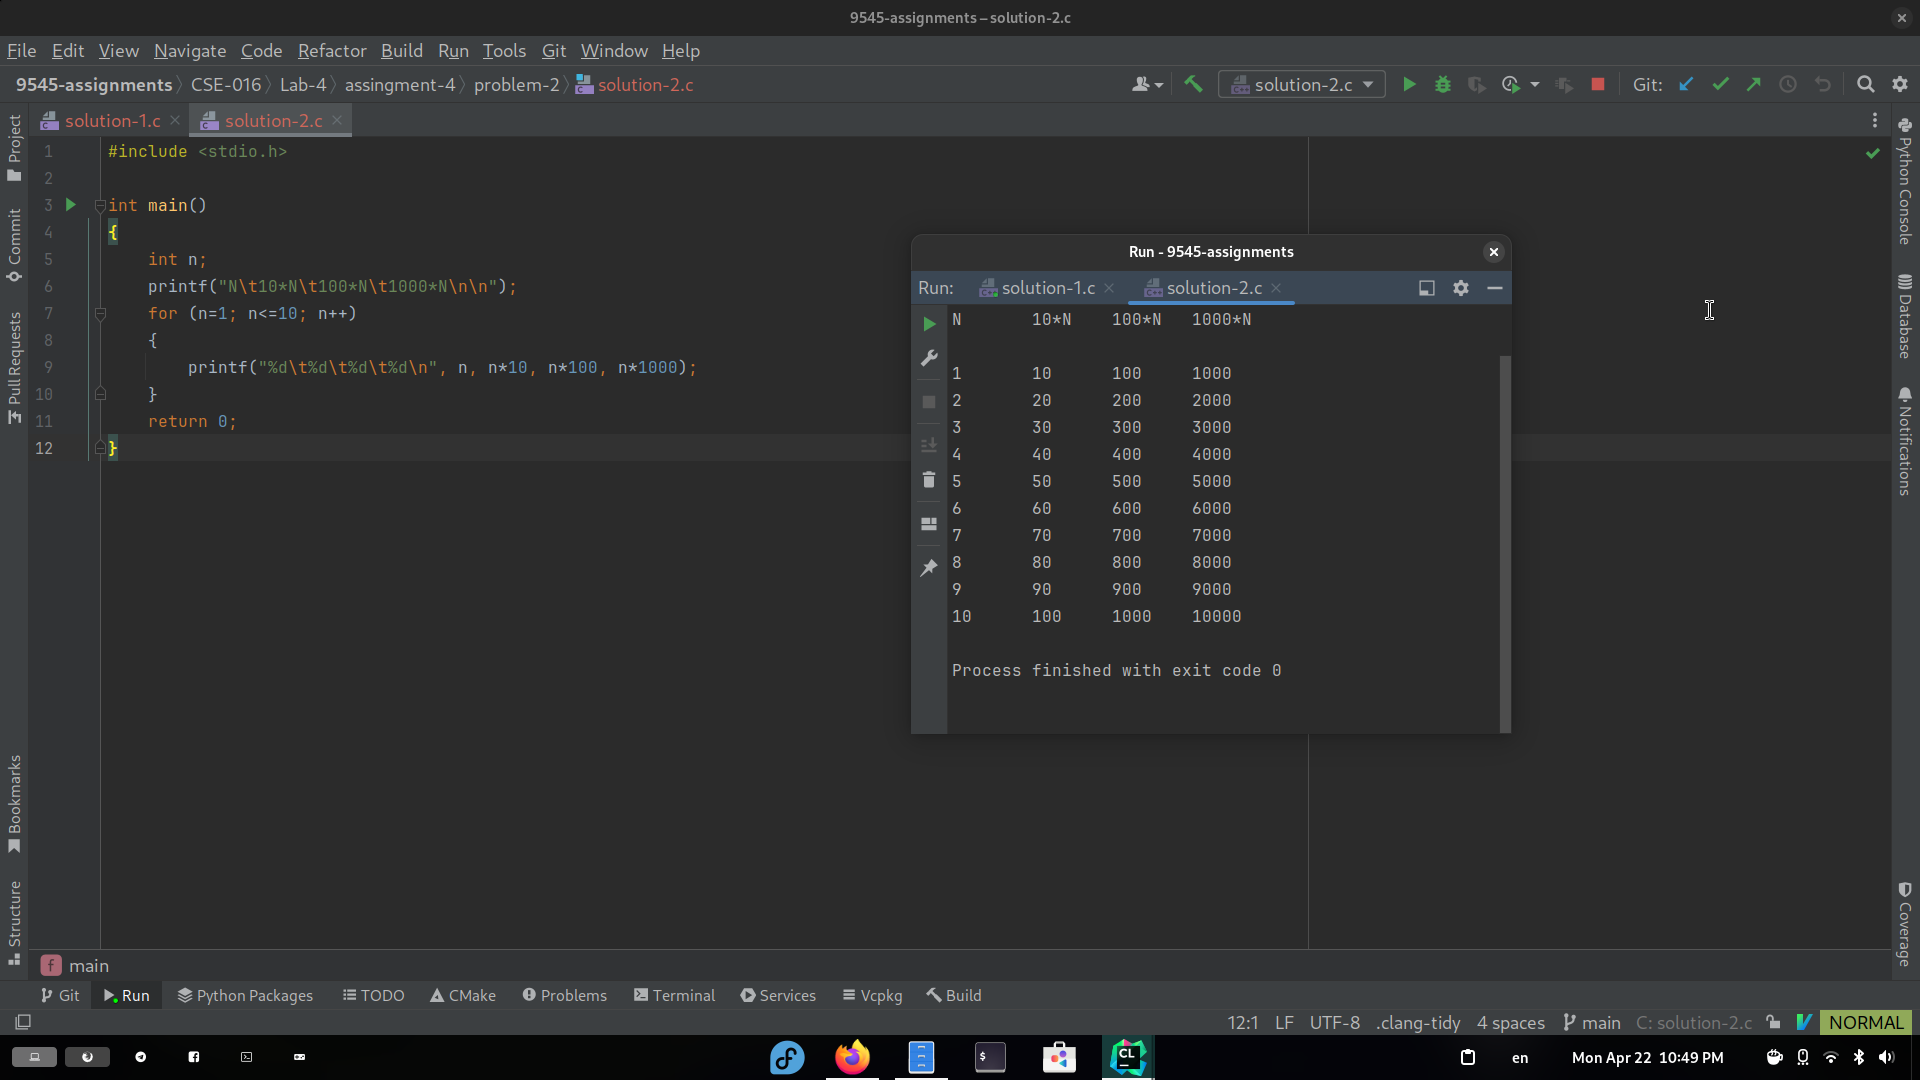 9545-assignments – solution-2.c
File Edit View Navigate Code Refactor Build Run Tools Git Window Help
9545-assignments CSE-016 Lab-4 assingment-4 problem-2 solution-2.c
solution-2.c
Git:
solution-1.c
solution-2.c
Project
Commit
Pull Requests
Bookmarks
Structure
1 #include <stdio.h>
2
3 int main()
4 {
5 int n;
6 printf("N\t10*N\t100*N\t1000*N\n\n");
7 for (n=1; n<=10; n++)
8 {
9 printf("%d\t%d\t%d\t%d\n", n, n*10, n*100, n*1000);
10 }
11 return 0;
12 }
Run - 9545-assignments
Run: solution-1.c solution-2.c
N 10*N 100*N 1000*N
1 10 100 1000
2 20 200 2000
3 30 300 3000
4 40 400 4000
5 50 500 5000
6 60 600 6000
7 70 700 7000
8 80 800 8000
9 90 900 9000
10 100 1000 10000
Process finished with exit code 0
Python Console
Database
Notifications
Coverage
f main
Git Run Python Packages TODO CMake Problems Terminal Services Vcpkg Build
12:1 LF UTF-8 .clang-tidy 4 spaces main C: solution-2.c NORMAL
CL
en
Mon Apr 22 10:49 PM